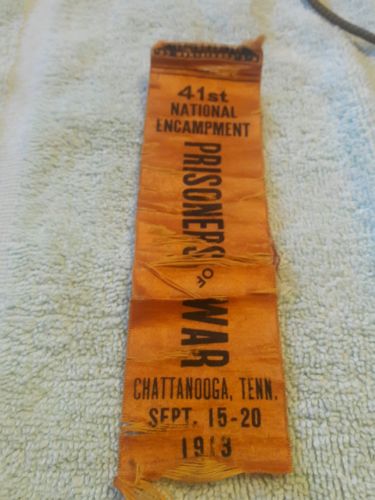 41st
NATIONAL
ENCAMPMENT
PRISONERS
OF
WAR
CHATTANOOGA, TENN.
SEPT. 15-20
1913